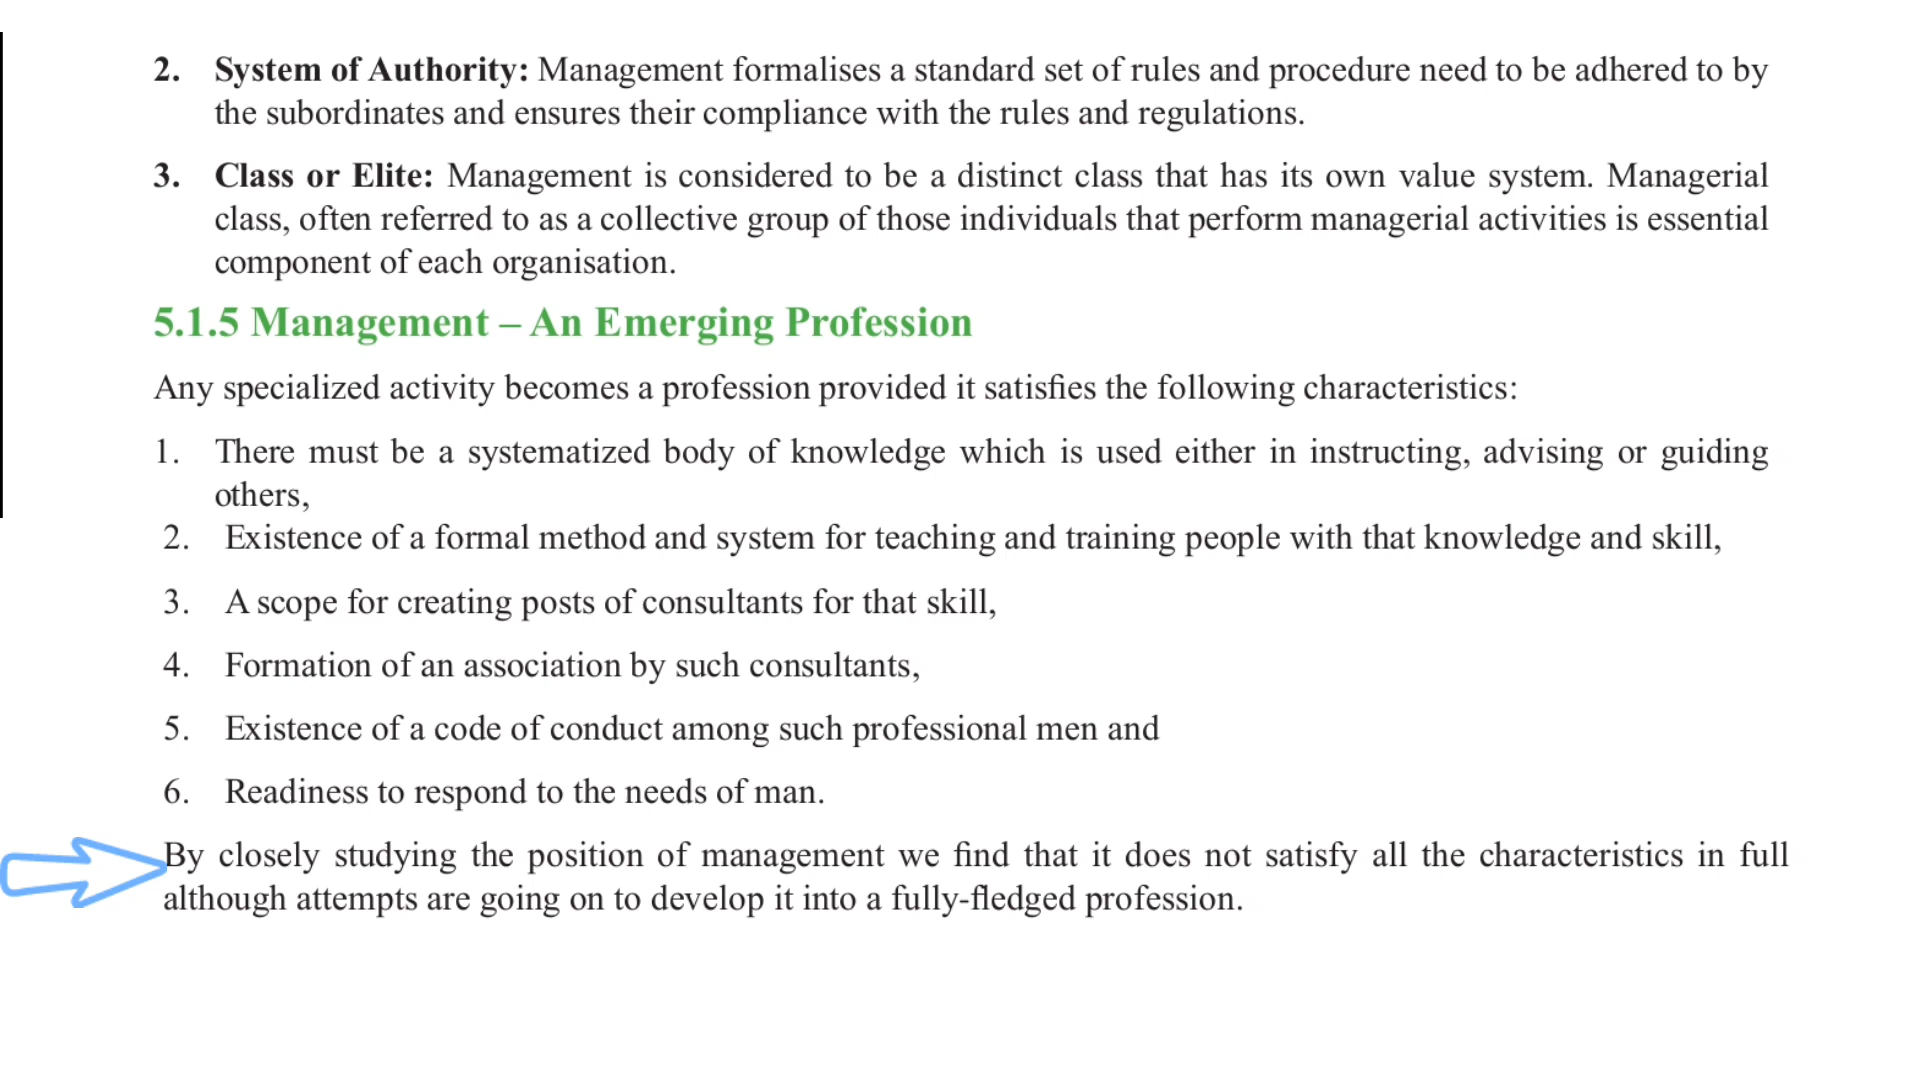 2. System of Authority: Management formalises a standard set of rules and procedure need to be adhered to by
the subordinates and ensures their compliance with the rules and regulations.
3. Class or Elite: Management is considered to be a distinct class that has its own value system. Managerial
class, often referred to as a collective group of those individuals that perform managerial activities is essential
component of each organisation.
5.1.5 Management – An Emerging Profession
Any specialized activity becomes a profession provided it satisfies the following characteristics:
1. There must be a systematized body of knowledge which is used either in instructing, advising or guiding
others,
2. Existence of a formal method and system for teaching and training people with that knowledge and skill,
3. A scope for creating posts of consultants for that skill,
4. Formation of an association by such consultants,
5. Existence of a code of conduct among such professional men and
6. Readiness to respond to the needs of man.
By closely studying the position of management we find that it does not satisfy all the characteristics in full
although attempts are going on to develop it into a fully-fledged profession.